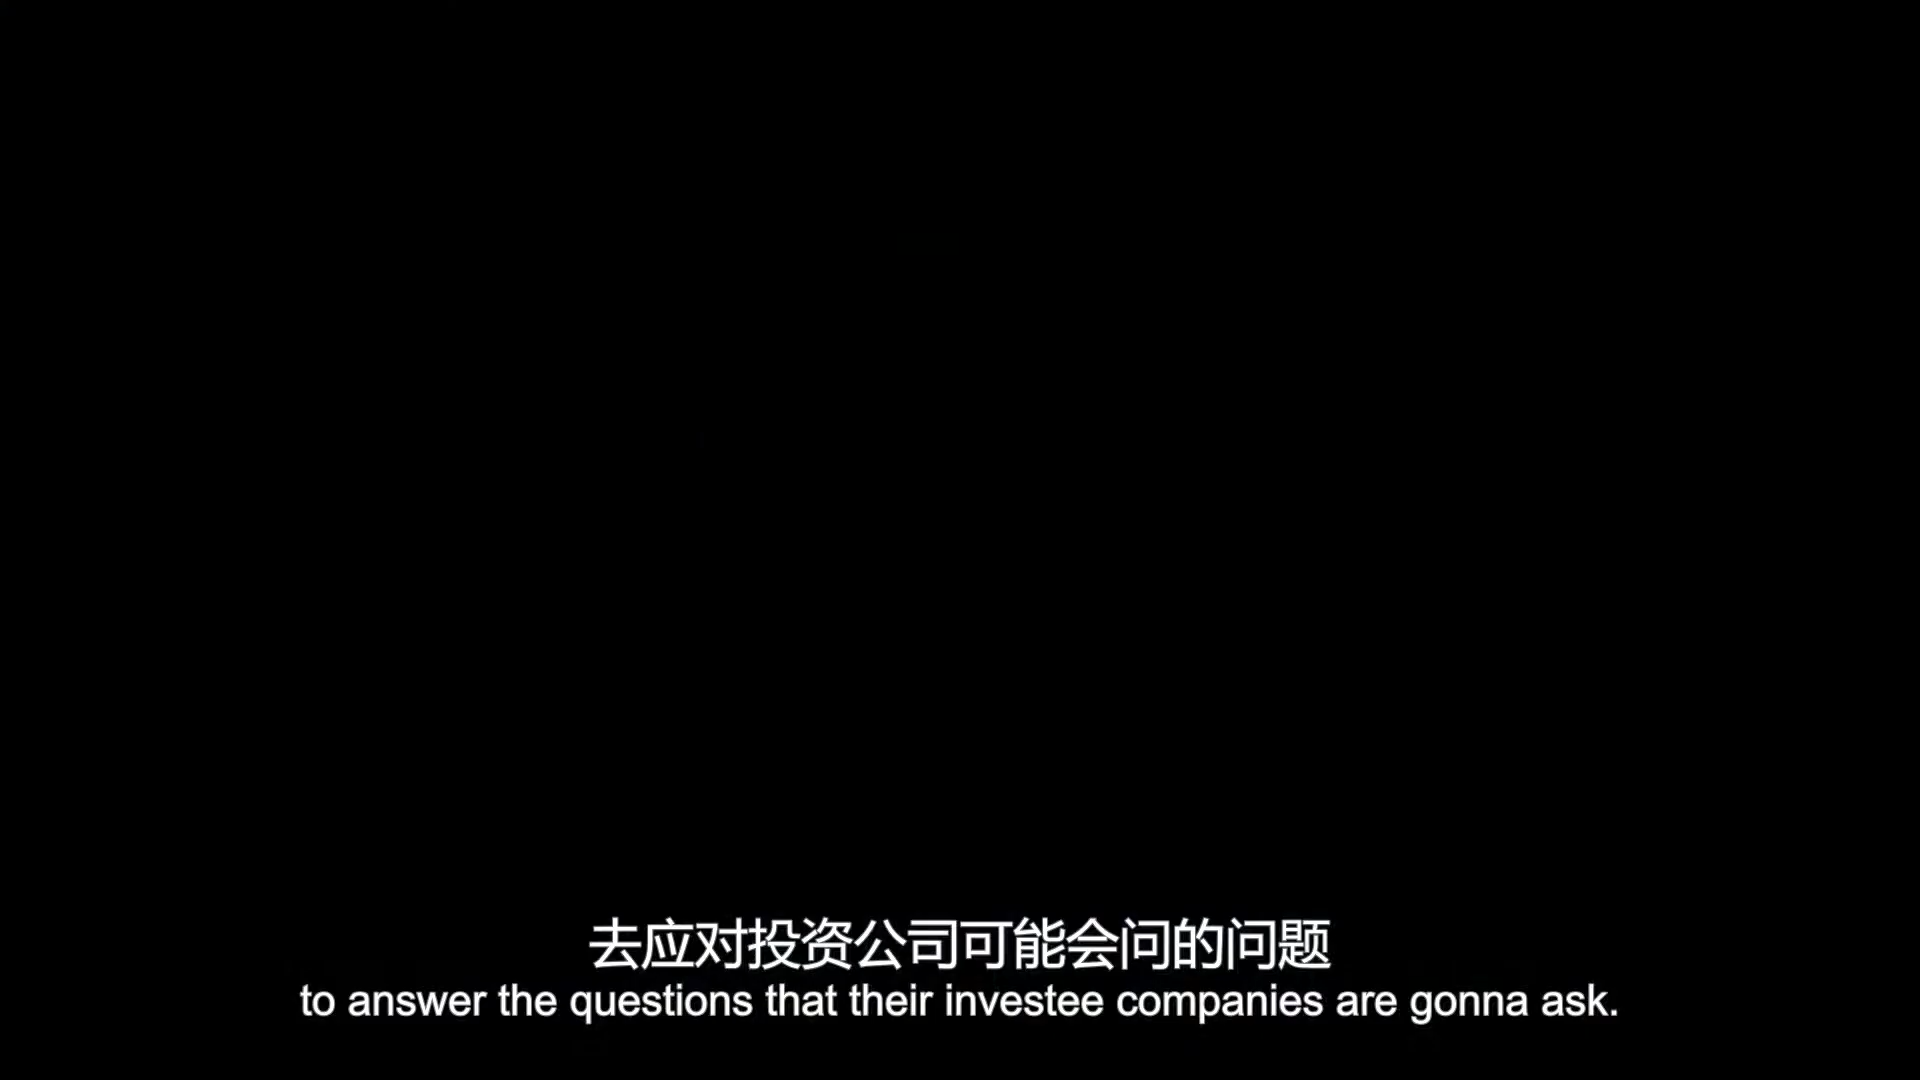 去应对投资公司可能会问的问题
to answer the questions that their investee companies are gonna ask.